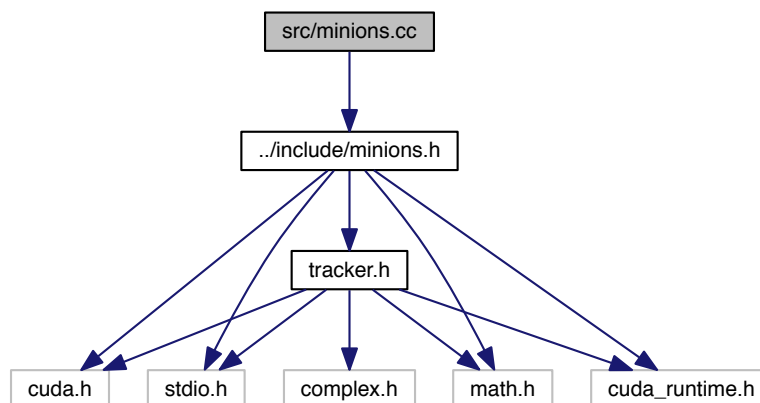 src/minions.cc
../include/minions.h
tracker.h
cuda.h
stdio.h
complex.h
math.h
cuda_runtime.h